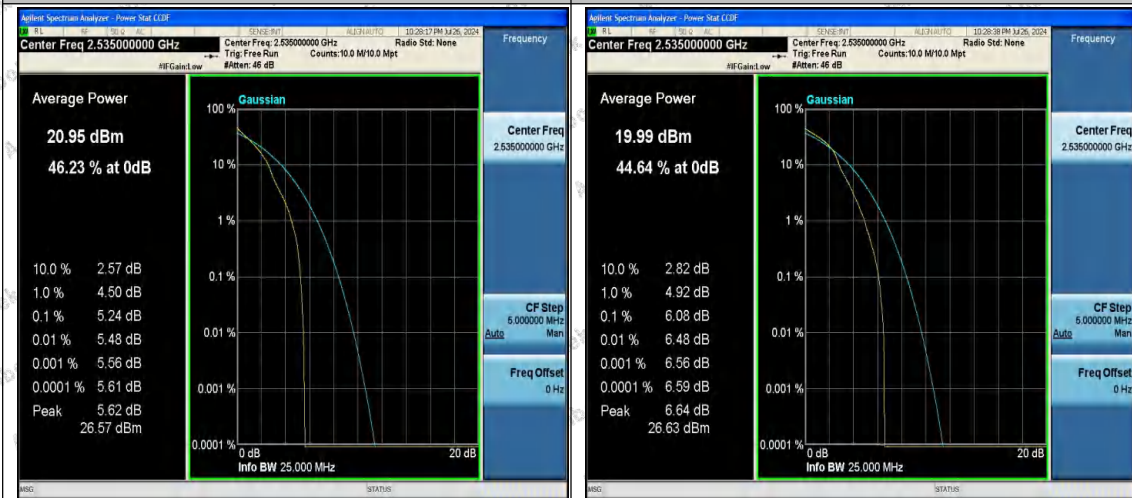 Agilent Spectrum Analyzer - Power Stat CCDF
RL RF 50 Ω AC SENSE:INT ALIGN AUTO 10:28:17 PM Jul 26, 2024
Center Freq 2.535000000 GHz
Center Freq: 2.535000000 GHz Radio Std: None
Trig: Free Run Counts:10.0 M/10.0 Mpt
#IFGain:Low #Atten: 46 dB
Frequency
Average Power
20.95 dBm
46.23 % at 0dB
10.0 % 2.57 dB
1.0 % 4.50 dB
0.1 % 5.24 dB
0.01 % 5.48 dB
0.001 % 5.56 dB
0.0001 % 5.61 dB
Peak 5.62 dB
26.57 dBm
Gaussian
100 %
10 %
1 %
0.1 %
0.01 %
0.001 %
0.0001 %
0 dB 20 dB
Info BW 25.000 MHz
Center Freq
2.535000000 GHz
CF Step
5.000000 MHz
Auto Man
Freq Offset
0 Hz
MSG STATUS
Agilent Spectrum Analyzer - Power Stat CCDF
RL RF 50 Ω AC SENSE:INT ALIGN AUTO 10:28:38 PM Jul 26, 2024
Center Freq 2.535000000 GHz
Center Freq: 2.535000000 GHz Radio Std: None
Trig: Free Run Counts:10.0 M/10.0 Mpt
#IFGain:Low #Atten: 46 dB
Frequency
Average Power
19.99 dBm
44.64 % at 0dB
10.0 % 2.82 dB
1.0 % 4.92 dB
0.1 % 6.08 dB
0.01 % 6.48 dB
0.001 % 6.56 dB
0.0001 % 6.59 dB
Peak 6.64 dB
26.63 dBm
Gaussian
100 %
10 %
1 %
0.1 %
0.01 %
0.001 %
0.0001 %
0 dB 20 dB
Info BW 25.000 MHz
Center Freq
2.535000000 GHz
CF Step
5.000000 MHz
Auto Man
Freq Offset
0 Hz
MSG STATUS